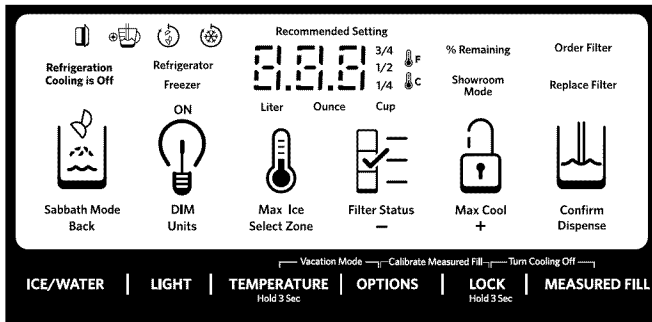 Recommended Setting
8.8.8
3/4
1/2
1/4
F
C
% Remaining
Order Filter
Refrigeration
Cooling is Off
Refrigerator
Freezer
Showroom
Mode
Replace Filter
Liter Ounce Cup
ON
Sabbath Mode
Back
DIM
Units
Max Ice
Select Zone
Filter Status
–
Max Cool
+
Confirm
Dispense
Vacation Mode Calibrate Measured Fill Turn Cooling Off
ICE/WATER | LIGHT | TEMPERATURE | OPTIONS | LOCK | MEASURED FILL
Hold 3 Sec Hold 3 Sec